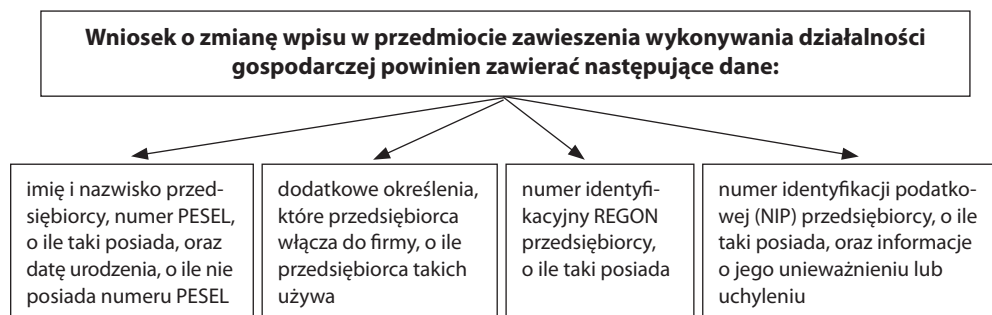 Wniosek o zmianę wpisu w przedmiocie zawieszenia wykonywania działalności
gospodarczej powinien zawierać następujące dane:
imię i nazwisko przed-
siębiorcy, numer PESEL,
o ile taki posiada, oraz
datę urodzenia, o ile nie
posiada numeru PESEL
dodatkowe określenia,
które przedsiębiorca
włącza do firmy, o ile
przedsiębiorca takich
używa
numer identyfi-
kacyjny REGON
przedsiębiorcy,
o ile taki posiada
numer identyfikacji podatko-
wej (NIP) przedsiębiorcy, o ile
taki posiada, oraz informacje
o jego unieważnieniu lub
uchyleniu